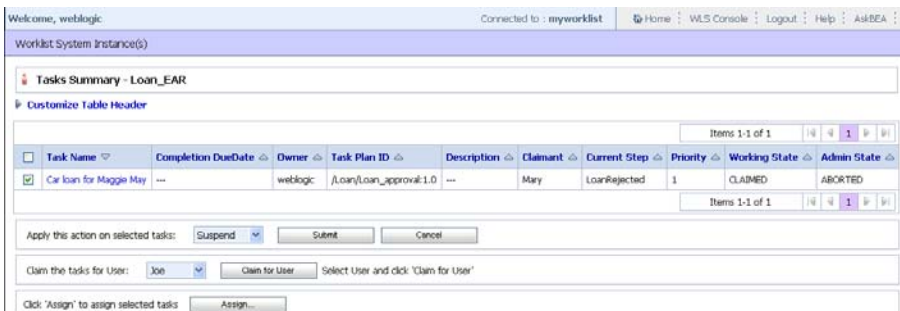 Welcome, weblogic Connected to : myworklist Home WLS Console Logout Help AskBEA
Worklist System Instance(s)
Tasks Summary - Loan_EAR
Customize Table Header
Items 1-1 of 1 1
Task Name Completion DueDate Owner Task Plan ID Description Claimant Current Step Priority Working State Admin State
Car loan for Maggie May --- weblogic /Loan/Loan_approval:1.0 --- Mary LoanRejected 1 CLAIMED ABORTED
Items 1-1 of 1 1
Apply this action on selected tasks: Suspend Submit Cancel
Claim the tasks for User: Joe Claim for User Select User and click 'Claim for User'
Click 'Assign' to assign selected tasks Assign...